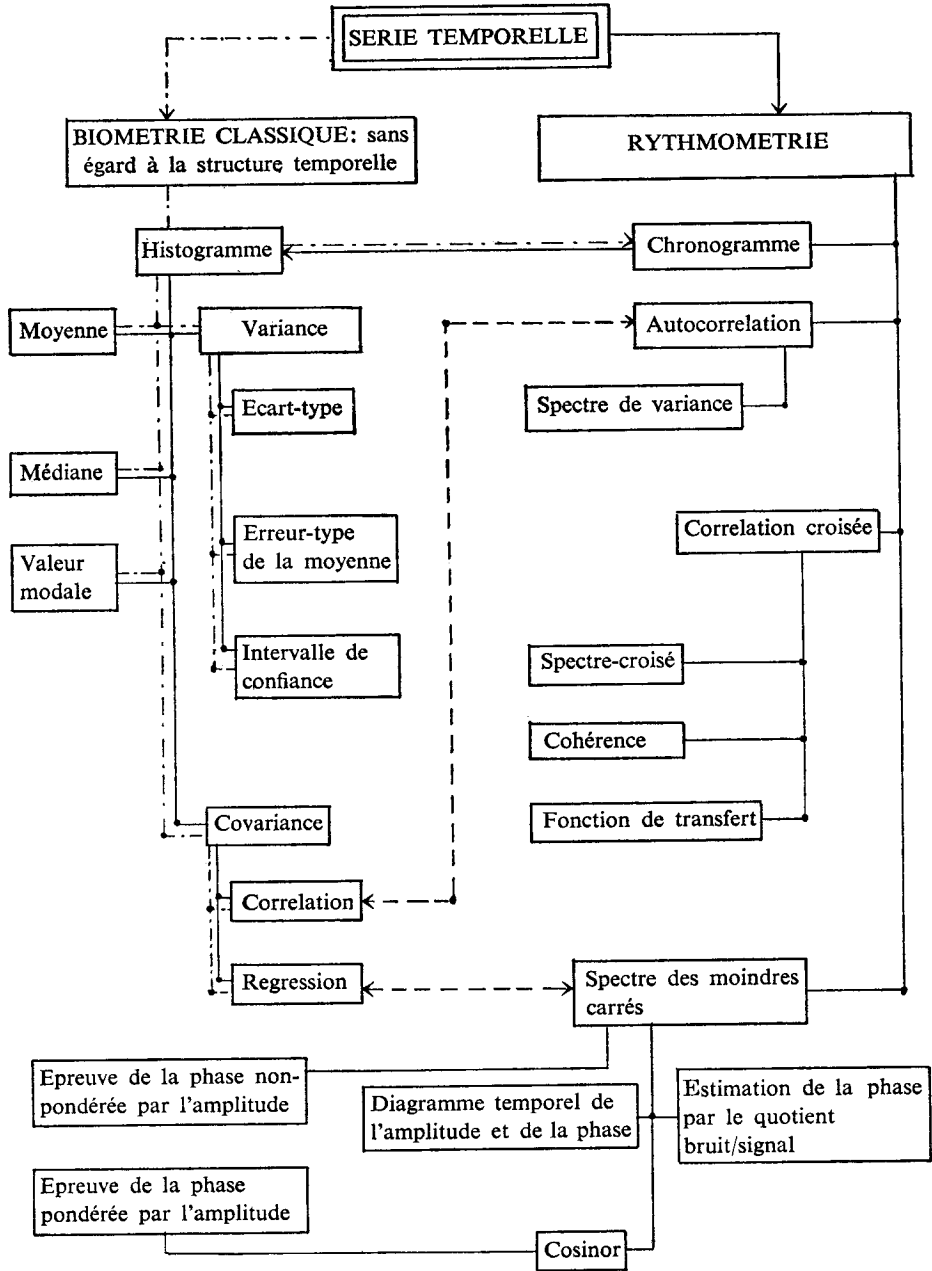 SERIE TEMPORELLE
BIOMETRIE CLASSIQUE: sans
égard à la structure temporelle
RYTHMOMETRIE
Histogramme
Chronogramme
Moyenne
Variance
Autocorrelation
Ecart-type
Spectre de variance
Médiane
Erreur-type
de la moyenne
Correlation croisée
Valeur
modale
Intervalle de
confiance
Spectre-croisé
Cohérence
Fonction de transfert
Covariance
Correlation
Regression
Spectre des moindres
carrés
Epreuve de la phase non-
pondérée par l'amplitude
Diagramme temporel de
l'amplitude et de la phase
Estimation de la phase
par le quotient
bruit/signal
Epreuve de la phase
pondérée par l'amplitude
Cosinor